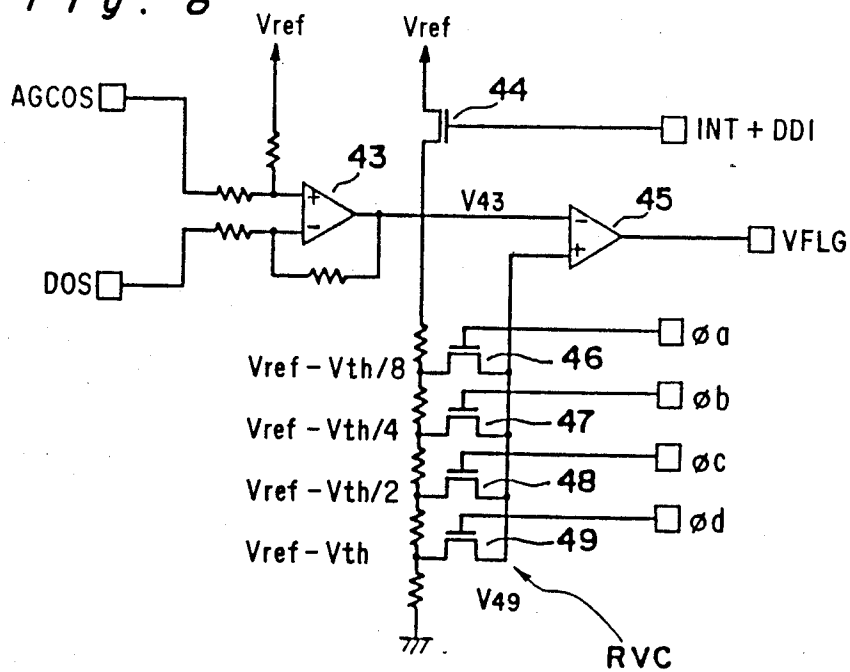 Fig. 8
Vref
Vref
AGCOS
44
INT + DDI
43
+
-
V43
-
+
45
VFLG
DOS
øa
Vref - Vth/8
46
øb
Vref - Vth/4
47
øc
Vref - Vth/2
48
ød
Vref - Vth
49
V49
RVC